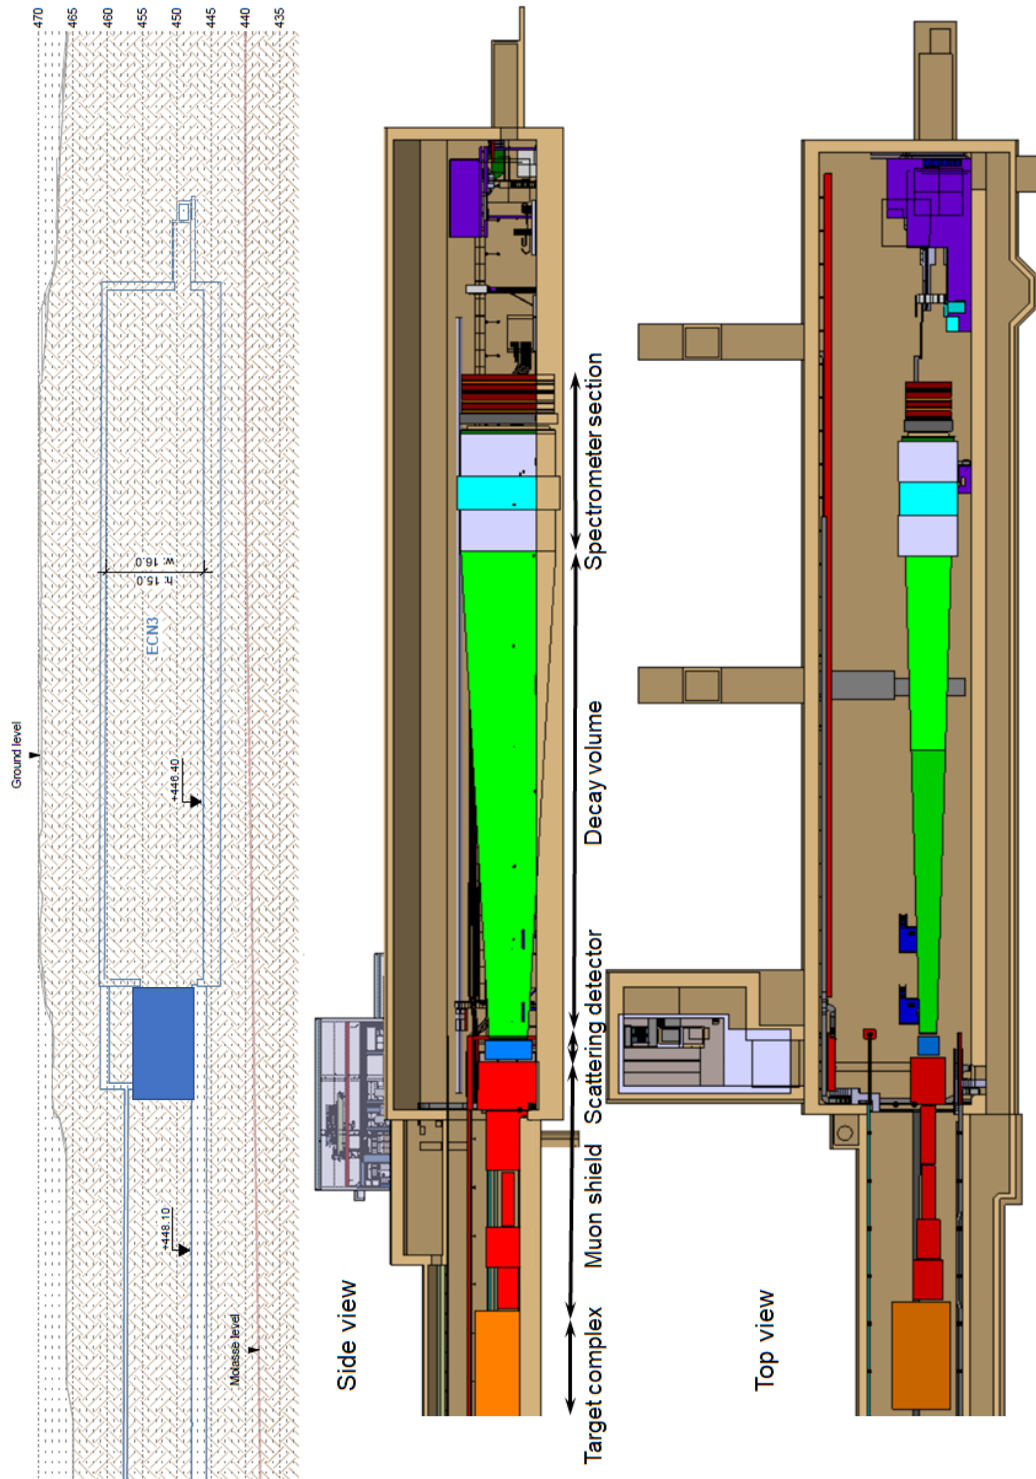 470
465
460
455
450
445
440
435
Ground level
w: 16.0
h: 15.0
ECN3
+446.40
+448.10
Molasse level
Side view
Target complex
Muon shield
Scattering detector
Decay volume
Spectrometer section
Top view